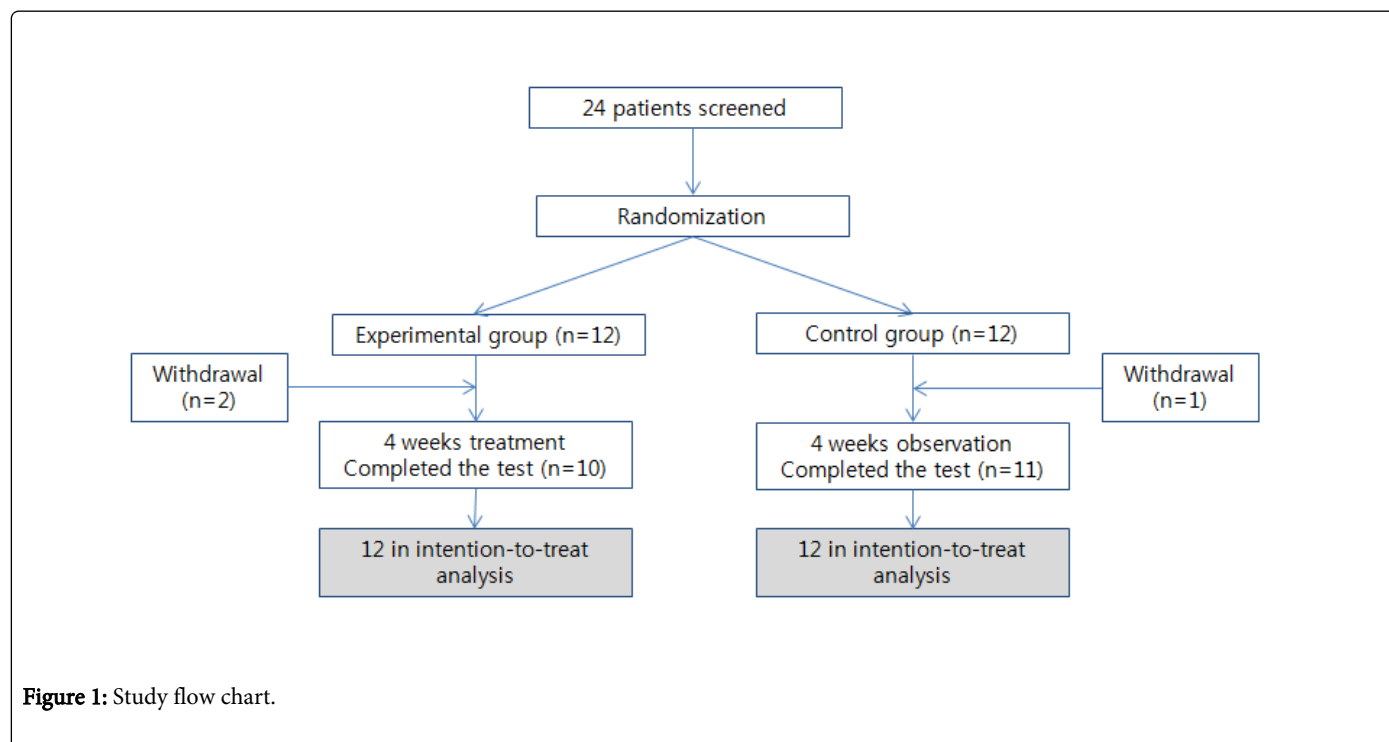 24 patients screened
Randomization
Experimental group (n=12)
Control group (n=12)
Withdrawal
(n=2)
Withdrawal
(n=1)
4 weeks treatment
Completed the test (n=10)
4 weeks observation
Completed the test (n=11)
12 in intention-to-treat
analysis
12 in intention-to-treat
analysis
Figure 1: Study flow chart.